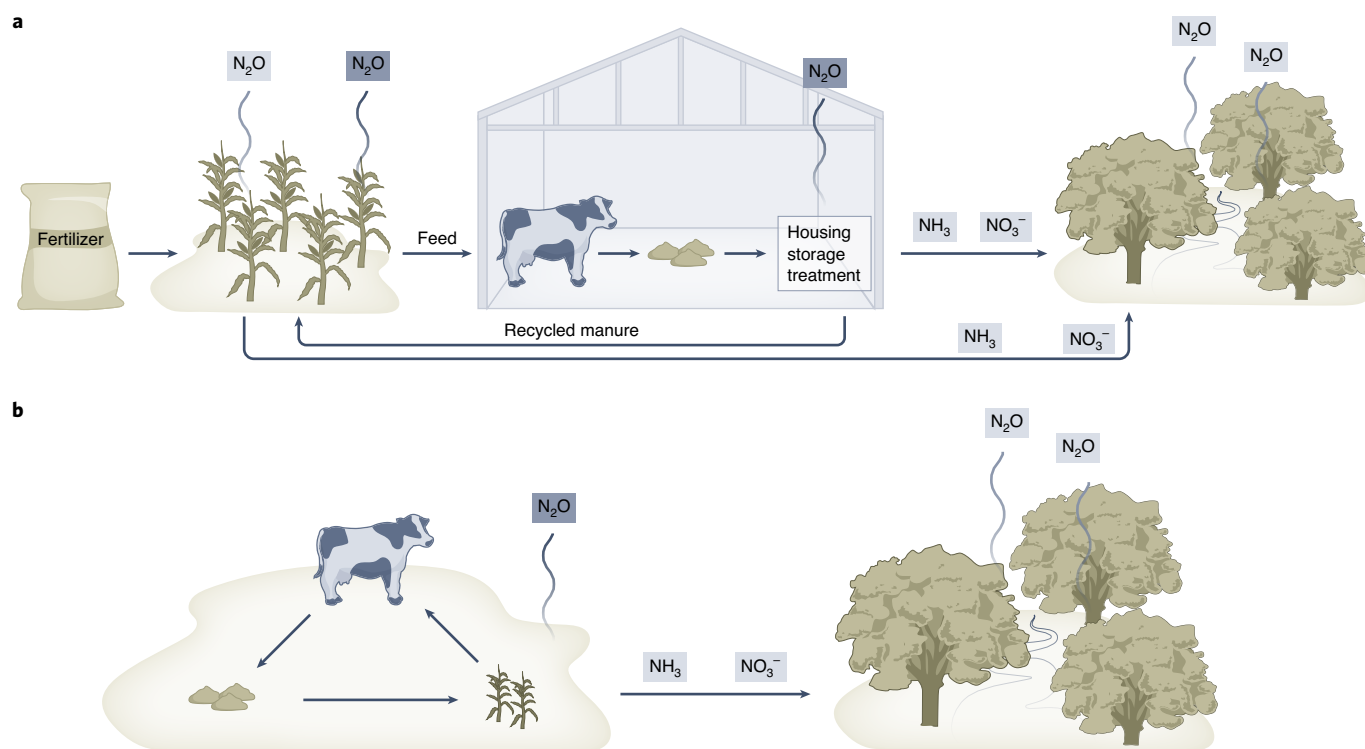 a
N₂O
N₂O
N₂O
N₂O
N₂O
Fertilizer
Feed
Housing
storage
treatment
NH₃
NO₃⁻
Recycled manure
NH₃
NO₃⁻
b
N₂O
N₂O
N₂O
NH₃
NO₃⁻